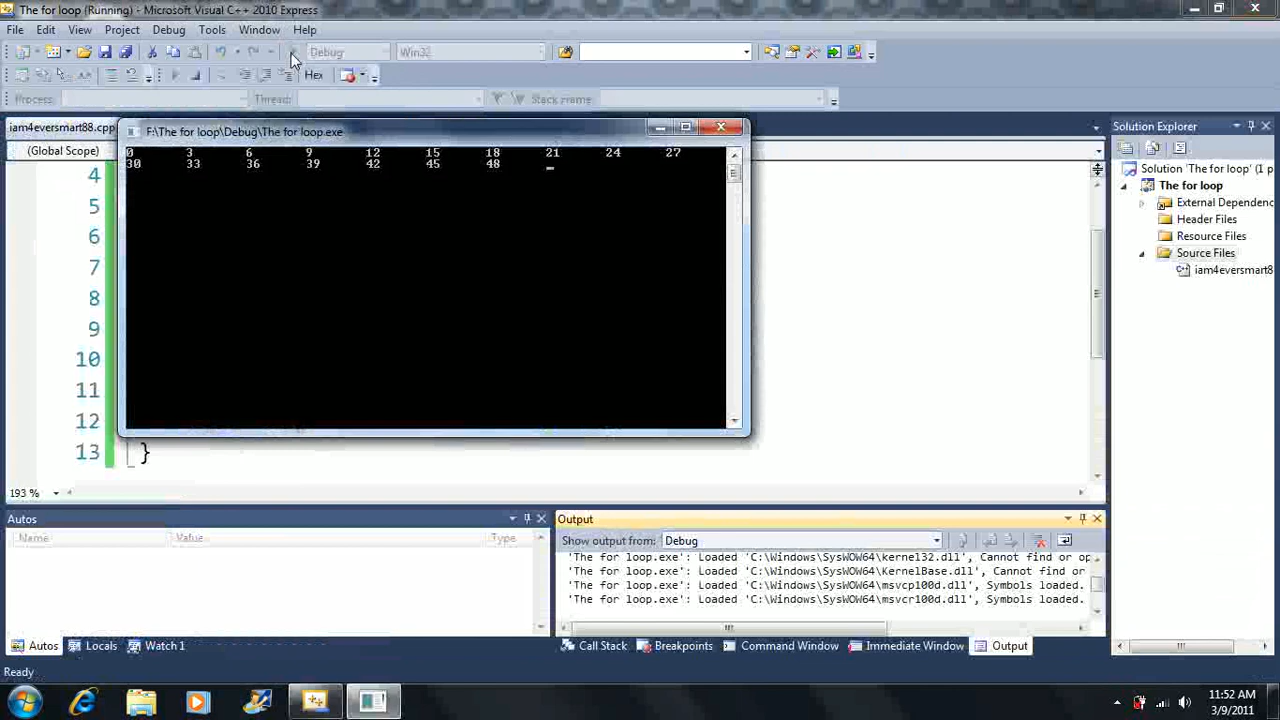 The for loop (Running) - Microsoft Visual C++ 2010 Express
File Edit View Project Debug Tools Window Help
Debug Win32
Hex
Process: Thread: Stack Frame:
iam4eversmart88.cpp
(Global Scope)
F:\The for loop\Debug\The for loop.exe
0 3 6 9 12 15 18 21 24 27
30 33 36 39 42 45 48 _
4
5
6
7
8
9
10
11
12
13 }
193 %
Solution Explorer
Solution 'The for loop' (1 p
The for loop
External Dependenc
Header Files
Resource Files
Source Files
iam4eversmart8
Autos
Name Value Type
Output
Show output from: Debug
'The for loop.exe': Loaded 'C:\Windows\SysWOW64\kernel32.dll', Cannot find or op
'The for loop.exe': Loaded 'C:\Windows\SysWOW64\KernelBase.dll', Cannot find or
'The for loop.exe': Loaded 'C:\Windows\SysWOW64\msvcp100d.dll', Symbols loaded.
'The for loop.exe': Loaded 'C:\Windows\SysWOW64\msvcr100d.dll', Symbols loaded.
Autos Locals Watch 1
Call Stack Breakpoints Command Window Immediate Window Output
Ready
11:52 AM
3/9/2011